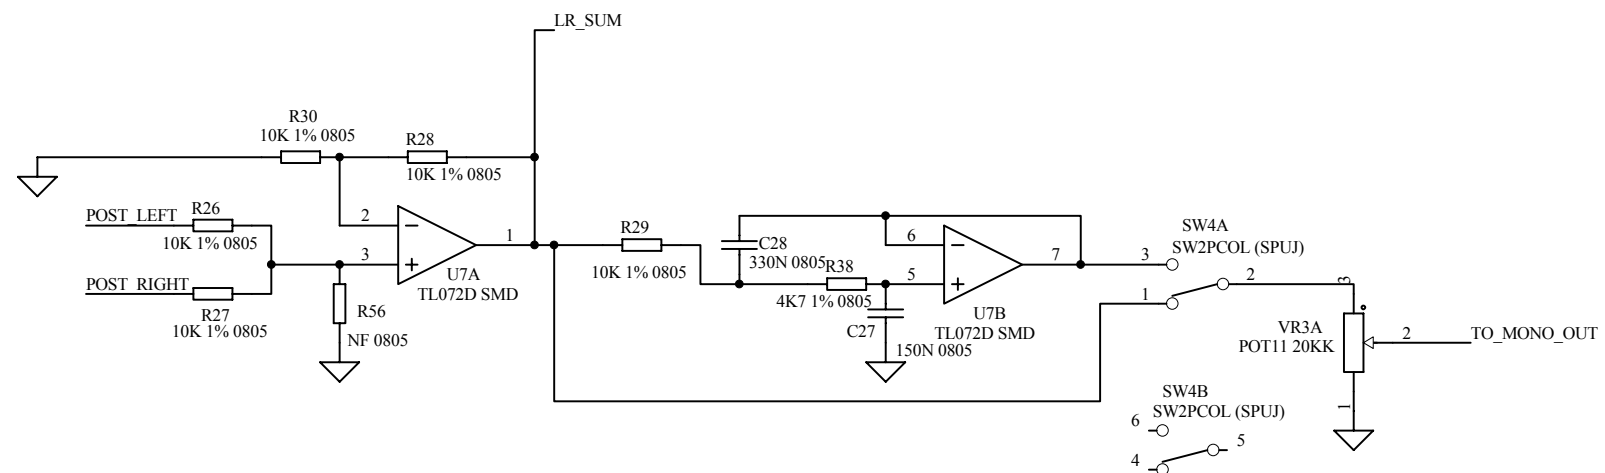 LR_SUM
R30
10K 1% 0805
R28
10K 1% 0805
POST_LEFT
R26
10K 1% 0805
POST_RIGHT
R27
10K 1% 0805
2
3
1
U7A
TL072D SMD
R56
NF 0805
R29
10K 1% 0805
C28
330N 0805
R38
4K7 1% 0805
C27
150N 0805
6
5
7
U7B
TL072D SMD
SW4A
SW2PCOL (SPUJ)
3
2
1
3
VR3A
POT11 20KK
2
TO_MONO_OUT
1
SW4B
SW2PCOL (SPUJ)
6
5
4